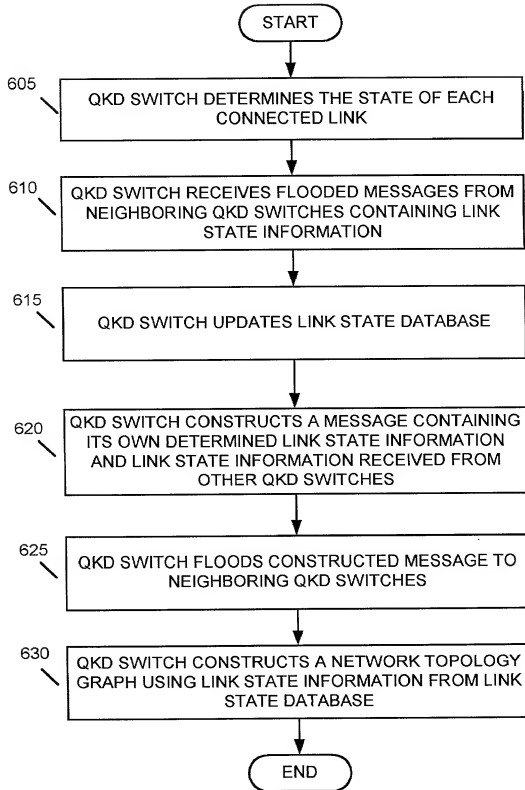 START
605
QKD SWITCH DETERMINES THE STATE OF EACH
CONNECTED LINK
610
QKD SWITCH RECEIVES FLOODED MESSAGES FROM
NEIGHBORING QKD SWITCHES CONTAINING LINK
STATE INFORMATION
615
QKD SWITCH UPDATES LINK STATE DATABASE
620
QKD SWITCH CONSTRUCTS A MESSAGE CONTAINING
ITS OWN DETERMINED LINK STATE INFORMATION
AND LINK STATE INFORMATION RECEIVED FROM
OTHER QKD SWITCHES
625
QKD SWITCH FLOODS CONSTRUCTED MESSAGE TO
NEIGHBORING QKD SWITCHES
630
QKD SWITCH CONSTRUCTS A NETWORK TOPOLOGY
GRAPH USING LINK STATE INFORMATION FROM LINK
STATE DATABASE
END